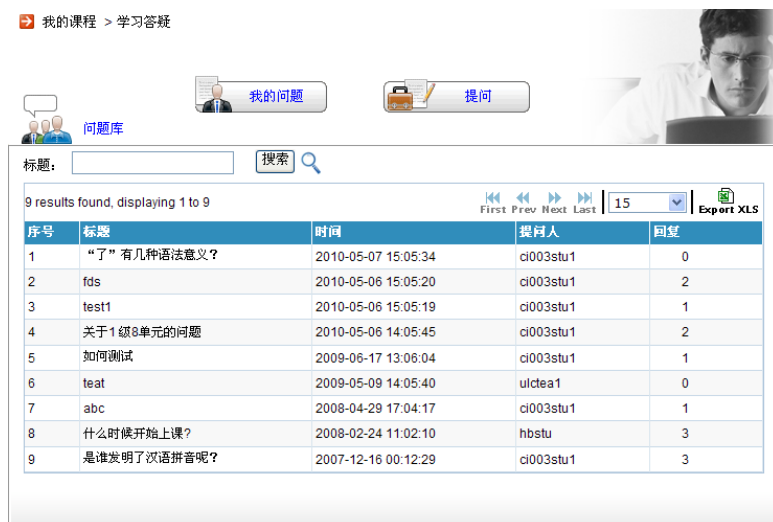 我的课程 >学习答疑
我的问题
提问
问题库
标题：
搜索
9 results found, displaying 1 to 9
First Prev Next Last
15
Export XLS
序号 标题 时间 提问人 回复
1 “了”有几种语法意义？ 2010-05-07 15:05:34 ci003stu1 0
2 fds 2010-05-06 15:05:20 ci003stu1 2
3 test1 2010-05-06 15:05:19 ci003stu1 1
4 关于1级8单元的问题 2010-05-06 14:05:45 ci003stu1 2
5 如何测试 2009-06-17 13:06:04 ci003stu1 1
6 teat 2009-05-09 14:05:40 ulctea1 0
7 abc 2008-04-29 17:04:17 ci003stu1 1
8 什么时候开始上课? 2008-02-24 11:02:10 hbstu 3
9 是谁发明了汉语拼音呢？ 2007-12-16 00:12:29 ci003stu1 3